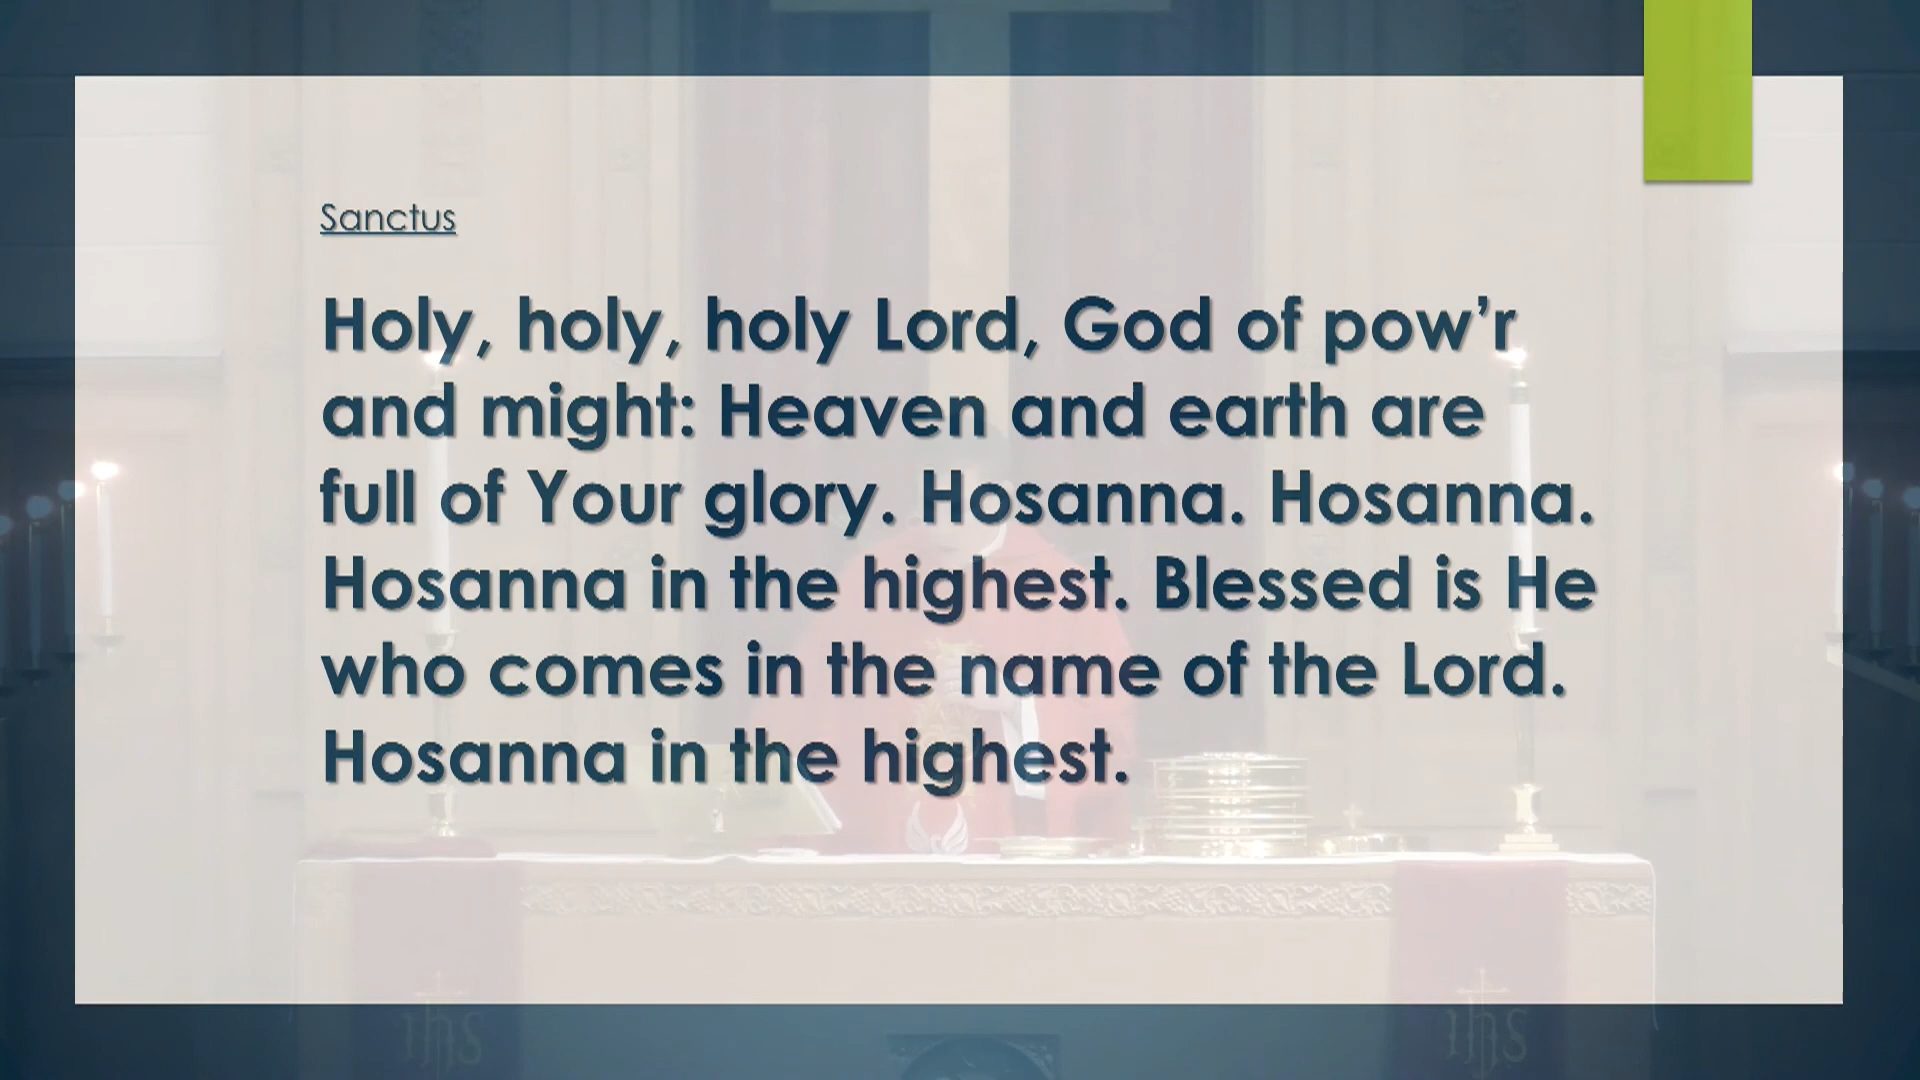 Sanctus
Holy, holy, holy Lord, God of pow’r
and might: Heaven and earth are
full of Your glory. Hosanna. Hosanna.
Hosanna in the highest. Blessed is He
who comes in the name of the Lord.
Hosanna in the highest.
ihs
ihs